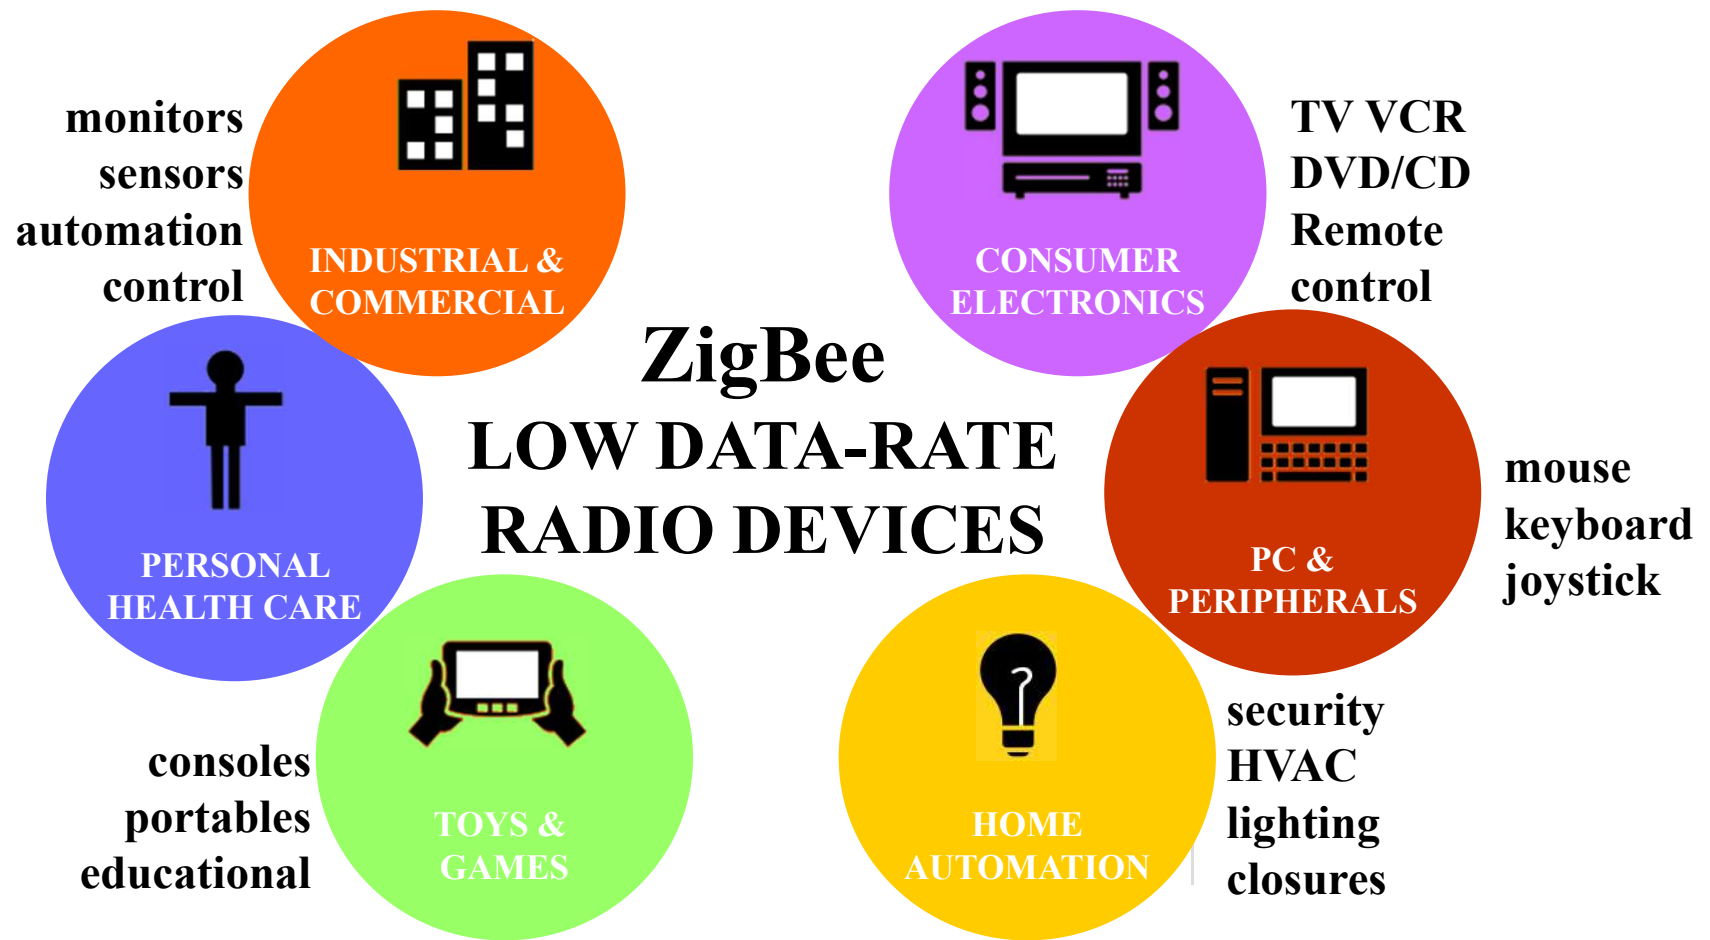 monitors
sensors
automation
control
INDUSTRIAL &
COMMERCIAL
CONSUMER
ELECTRONICS
TV VCR
DVD/CD
Remote
control
ZigBee
LOW DATA-RATE
RADIO DEVICES
PERSONAL
HEALTH CARE
PC &
PERIPHERALS
mouse
keyboard
joystick
consoles
portables
educational
TOYS &
GAMES
HOME
AUTOMATION
security
HVAC
lighting
closures